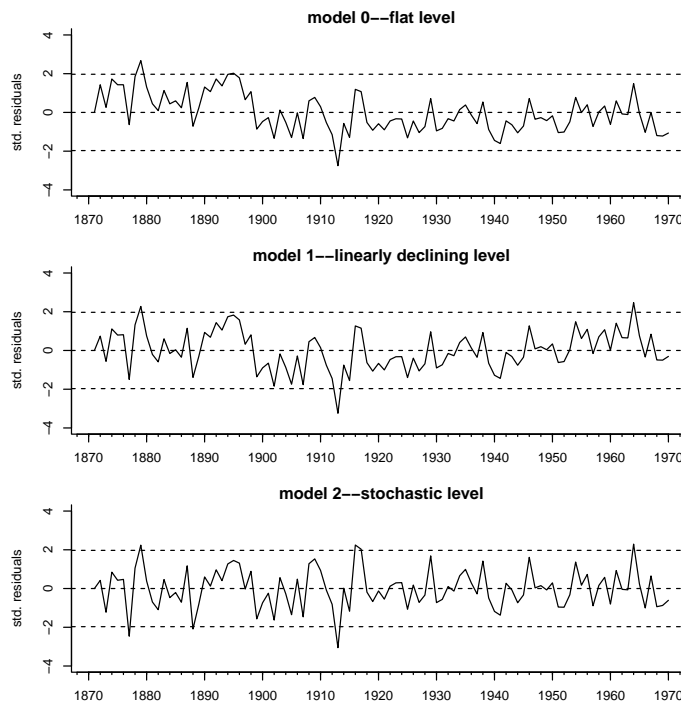 model 0−−flat level
std. residuals
4
2
0
−2
−4
1870 1880 1890 1900 1910 1920 1930 1940 1950 1960 1970
model 1−−linearly declining level
std. residuals
4
2
0
−2
−4
1870 1880 1890 1900 1910 1920 1930 1940 1950 1960 1970
model 2−−stochastic level
std. residuals
4
2
0
−2
−4
1870 1880 1890 1900 1910 1920 1930 1940 1950 1960 1970